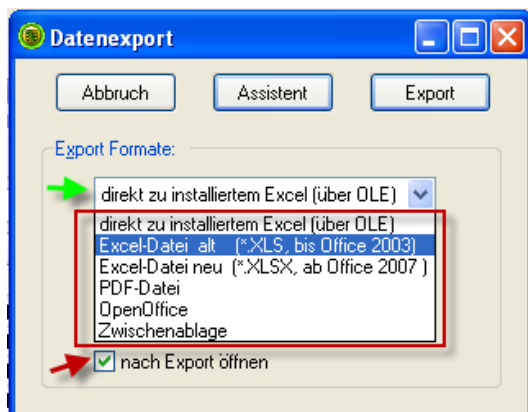 Datenexport
Abbruch Assistent Export
Export Formate:
direkt zu installiertem Excel (über OLE)
direkt zu installiertem Excel (über OLE)
Excel-Datei alt (*.XLS, bis Office 2003)
Excel-Datei neu (*.XLSX, ab Office 2007 )
PDF-Datei
OpenOffice
Zwischenablage
nach Export öffnen